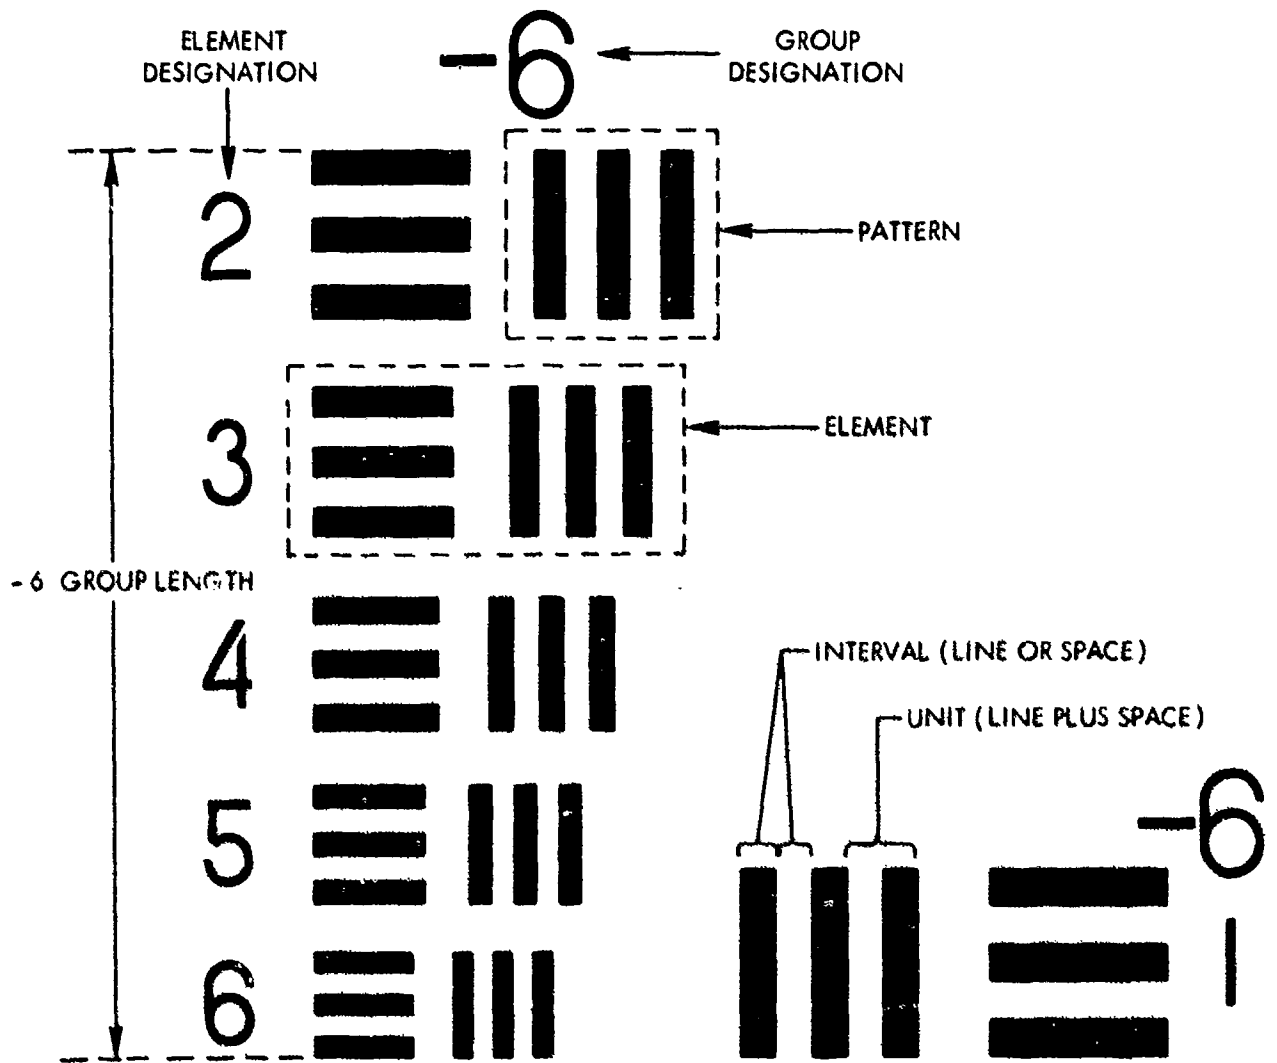 ELEMENT
DESIGNATION
-6
GROUP
DESIGNATION
2
PATTERN
3
ELEMENT
-6 GROUP LENGTH
4
INTERVAL (LINE OR SPACE)
UNIT (LINE PLUS SPACE)
5
-6
6
1